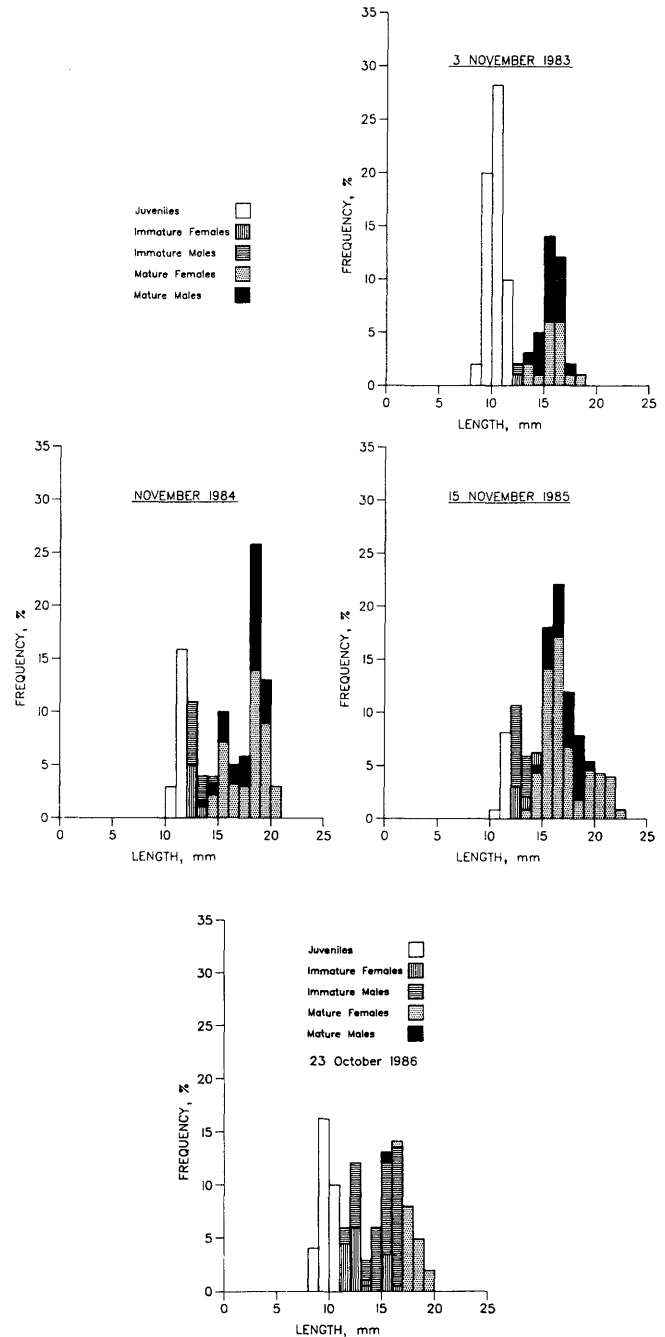 35
30
25
20
15
10
5
0
FREQUENCY, %
3 NOVEMBER 1983
0 5 10 15 20 25
LENGTH, mm
Juveniles
Immature Females
Immature Males
Mature Females
Mature Males
35
30
25
20
15
10
5
0
FREQUENCY, %
NOVEMBER 1984
0 5 10 15 20 25
LENGTH, mm
35
30
25
20
15
10
5
0
FREQUENCY, %
15 NOVEMBER 1985
0 5 10 15 20 25
LENGTH, mm
35
30
25
20
15
10
5
0
FREQUENCY, %
Juveniles
Immature Females
Immature Males
Mature Females
Mature Males
23 October 1986
0 5 10 15 20 25
LENGTH, mm